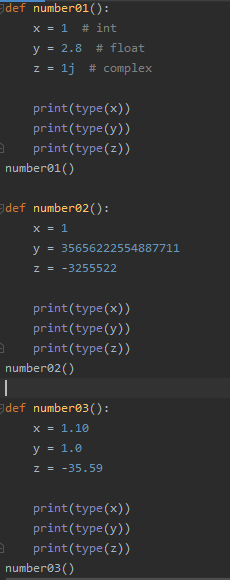 def number01():
    x = 1  # int
    y = 2.8  # float
    z = 1j  # complex

    print(type(x))
    print(type(y))
    print(type(z))
number01()

def number02():
    x = 1
    y = 35656222554887711
    z = -3255522

    print(type(x))
    print(type(y))
    print(type(z))
number02()

def number03():
    x = 1.10
    y = 1.0
    z = -35.59

    print(type(x))
    print(type(y))
    print(type(z))
number03()